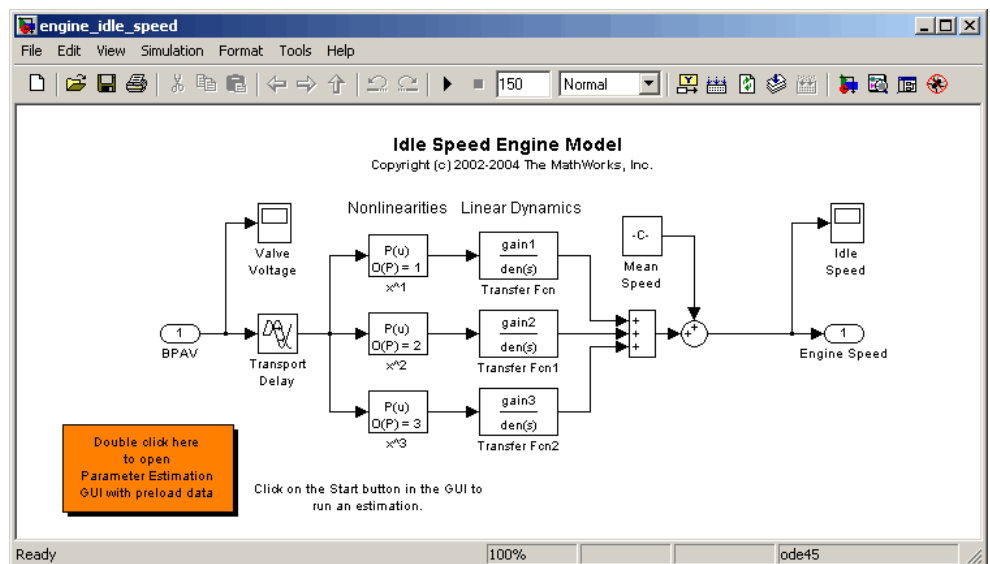 engine_idle_speed
File Edit View Simulation Format Tools Help
150 Normal
Idle Speed Engine Model
Copyright (c) 2002-2004 The MathWorks, Inc.
Nonlinearities Linear Dynamics
Valve
Voltage
P(u)
O(P) = 1
x^1
gain1
den(s)
Transfer Fcn
-C-
Mean
Speed
Idle
Speed
1
BPAV
Transport
Delay
P(u)
O(P) = 2
x^2
gain2
den(s)
Transfer Fcn1
+
+
+
++
1
Engine Speed
P(u)
O(P) = 3
x^3
gain3
den(s)
Transfer Fcn2
Double click here
to open
Parameter Estimation
GUI with preload data
Click on the Start button in the GUI to
run an estimation.
Ready 100% ode45